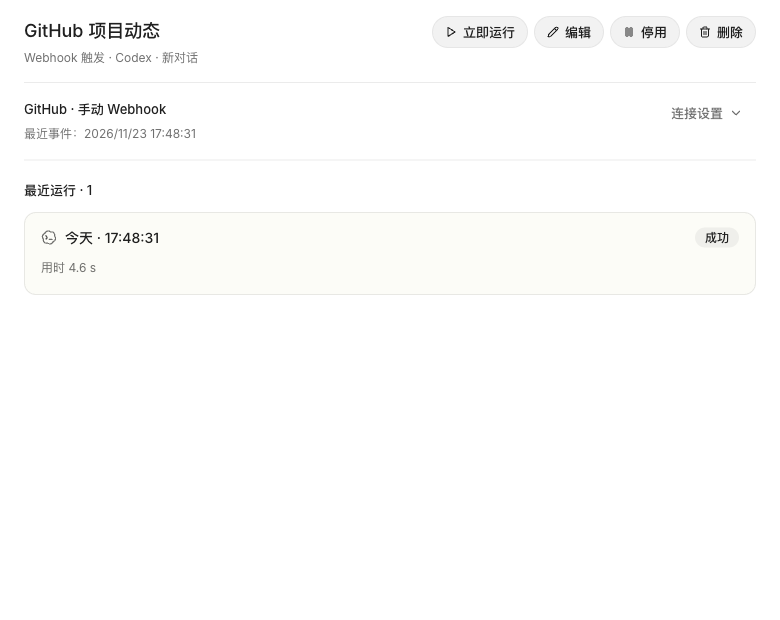 GitHub 项目动态
立即运行
编辑
停用
删除
Webhook 触发 · Codex · 新对话
GitHub · 手动 Webhook
连接设置
最近事件：2026/11/23 17:48:31
最近运行 · 1
今天 · 17:48:31
成功
用时 4.6 s